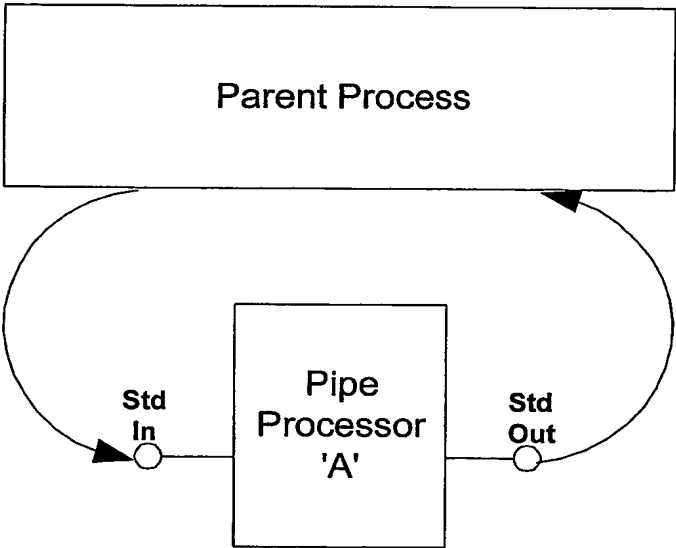 Parent Process
Std
In
Pipe
Processor
'A'
Std
Out